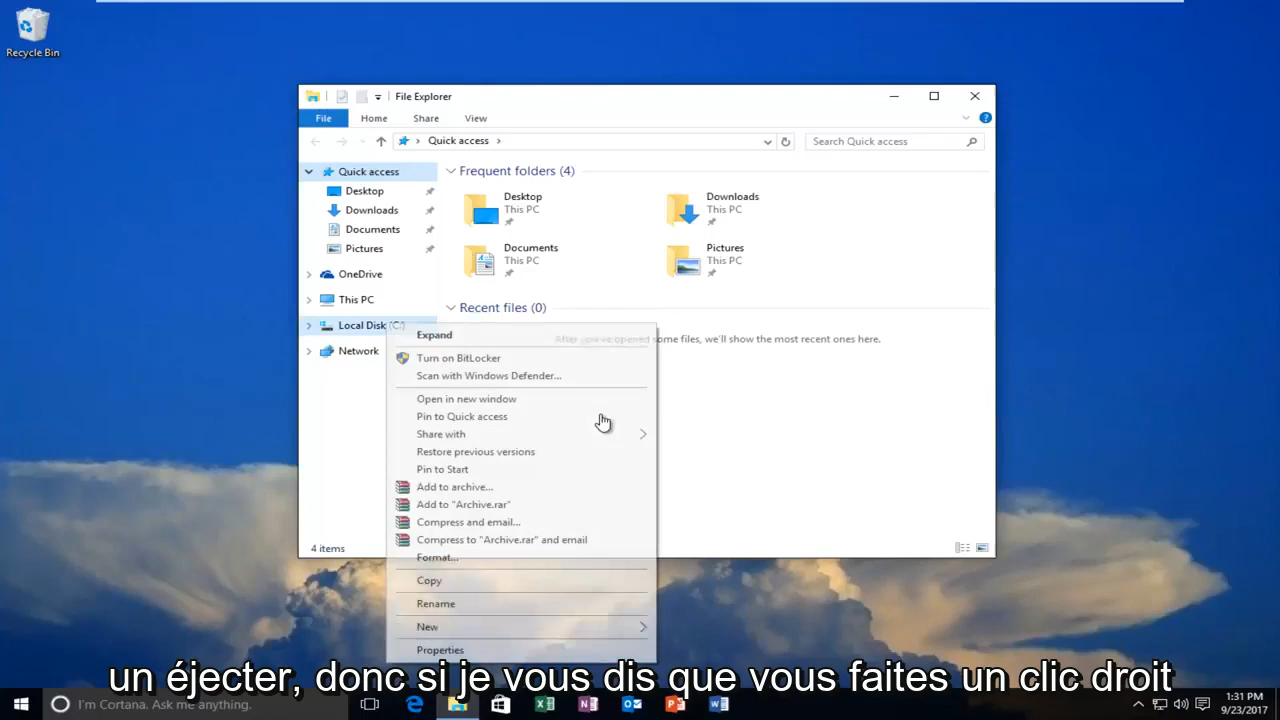 Recycle Bin
File Explorer
File Home Share View
Quick access
Search Quick access
Quick access
Desktop
Downloads
Documents
Pictures
OneDrive
This PC
Local Disk (C:)
Network
Frequent folders (4)
Desktop
This PC
Downloads
This PC
Documents
This PC
Pictures
This PC
Recent files (0)
After you've opened some files, we'll show the most recent ones here.
Expand
Turn on BitLocker
Scan with Windows Defender...
Open in new window
Pin to Quick access
Share with
Restore previous versions
Pin to Start
Add to archive...
Add to "Archive.rar"
Compress and email...
Compress to "Archive.rar" and email
Format...
Copy
Rename
New
Properties
4 items
un éjecter, donc si je vous dis que vous faites un clic droit
I'm Cortana. Ask me anything.
1:31 PM
9/23/2017